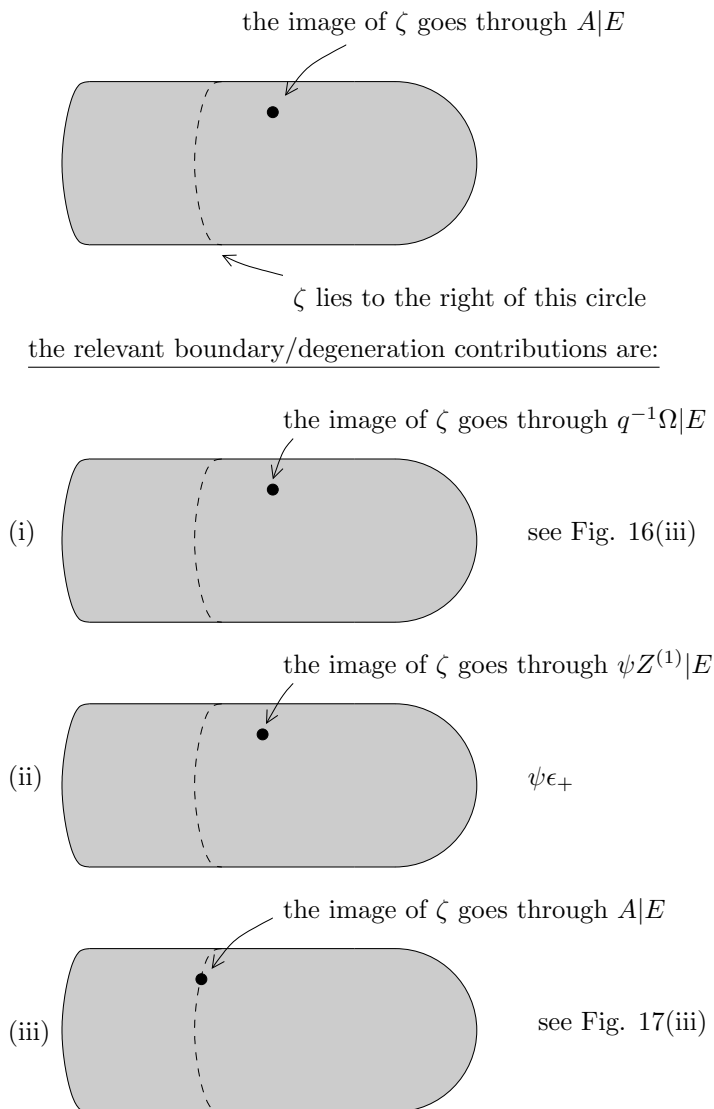 the image of ζ goes through A|E
ζ lies to the right of this circle
the relevant boundary/degeneration contributions are:
the image of ζ goes through q⁻¹Ω|E
(i)
see Fig. 16(iii)
the image of ζ goes through ψZ⁽¹⁾|E
(ii)
ψϵ₊
the image of ζ goes through A|E
(iii)
see Fig. 17(iii)